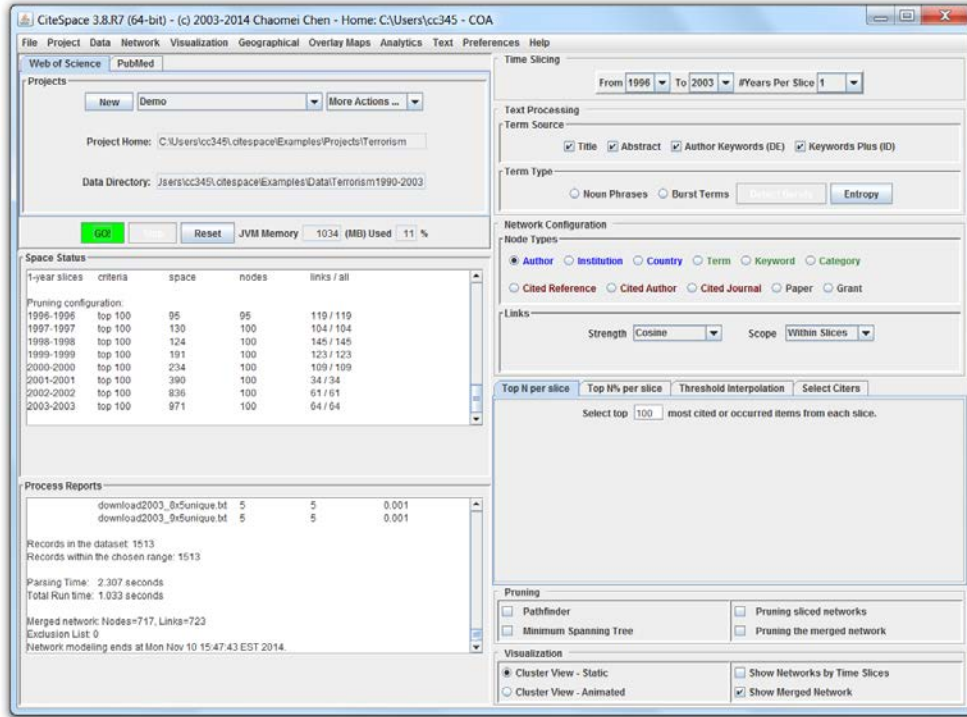 CiteSpace 3.8.R7 (64-bit) - (c) 2003-2014 Chaomei Chen - Home: C:\Users\cc345 - COA
File Project Data Network Visualization Geographical Overlay Maps Analytics Text Preferences Help
Web of Science PubMed
Projects
New Demo More Actions ...
Project Home: C:\Users\cc345\.citespace\Examples\Projects\Terrorism
Data Directory: Jsers\cc345\.citespace\Examples\Data\Terrorism1990-2003
GO! Reset JVM Memory 1034 (MB) Used 11 %
Space Status
1-year slices criteria space nodes links / all
Pruning configuration:
1996-1996 top 100 95 95 119 / 119
1997-1997 top 100 130 100 104 / 104
1998-1998 top 100 124 100 145 / 145
1999-1999 top 100 191 100 123 / 123
2000-2000 top 100 234 100 109 / 109
2001-2001 top 100 390 100 34 / 34
2002-2002 top 100 836 100 61 / 61
2003-2003 top 100 971 100 64 / 64
Process Reports
download2003_8x5unique.txt 5 5 0.001
download2003_9x5unique.txt 5 5 0.001
Records in the dataset: 1513
Records within the chosen range: 1513
Parsing Time: 2.307 seconds
Total Run time: 1.033 seconds
Merged network: Nodes=717, Links=723
Exclusion List: 0
Network modeling ends at Mon Nov 10 15:47:43 EST 2014.
Time Slicing
From 1996 To 2003 #Years Per Slice 1
Text Processing
Term Source
Title Abstract Author Keywords (DE) Keywords Plus (ID)
Term Type
Noun Phrases Burst Terms Detect Bursts Entropy
Network Configuration
Node Types
Author Institution Country Term Keyword Category
Cited Reference Cited Author Cited Journal Paper Grant
Links
Strength Cosine Scope Within Slices
Top N per slice Top N% per slice Threshold Interpolation Select Citers
Select top 100 most cited or occurred items from each slice.
Pruning
Pathfinder Pruning sliced networks
Minimum Spanning Tree Pruning the merged network
Visualization
Cluster View - Static Show Networks by Time Slices
Cluster View - Animated Show Merged Network